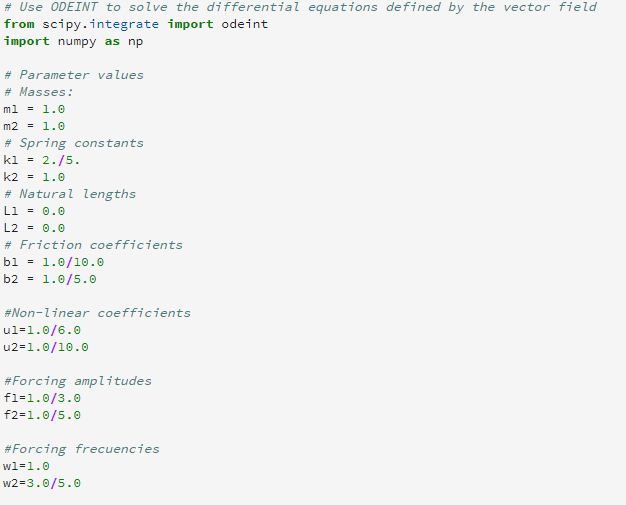 # Use ODEINT to solve the differential equations defined by the vector field
from scipy.integrate import odeint
import numpy as np
# Parameter values
# Masses:
m1 = 1.0
m2 = 1.0
# Spring constants
k1 = 2./5.
k2 = 1.0
# Natural lengths
L1 = 0.0
L2 = 0.0
# Friction coefficients
b1 = 1.0/10.0
b2 = 1.0/5.0
#Non-linear coefficients
u1=1.0/6.0
u2=1.0/10.0
#Forcing amplitudes
f1=1.0/3.0
f2=1.0/5.0
#Forcing frecuencies
w1=1.0
w2=3.0/5.0